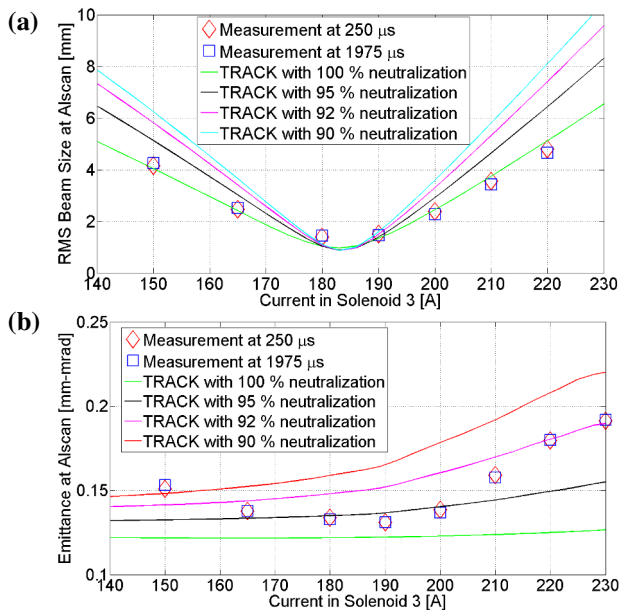 (a)
RMS Beam Size at Alscan [mm]
10
8
6
4
2
0
Measurement at 250 μs
Measurement at 1975 μs
TRACK with 100 % neutralization
TRACK with 95 % neutralization
TRACK with 92 % neutralization
TRACK with 90 % neutralization
140 150 160 170 180 190 200 210 220 230
Current in Solenoid 3 [A]
(b)
Emittance at Alscan [mm-mrad]
0.25
0.2
0.15
0.1
Measurement at 250 μs
Measurement at 1975 μs
TRACK with 100 % neutralization
TRACK with 95 % neutralization
TRACK with 92 % neutralization
TRACK with 90 % neutralization
140 150 160 170 180 190 200 210 220 230
Current in Solenoid 3 [A]